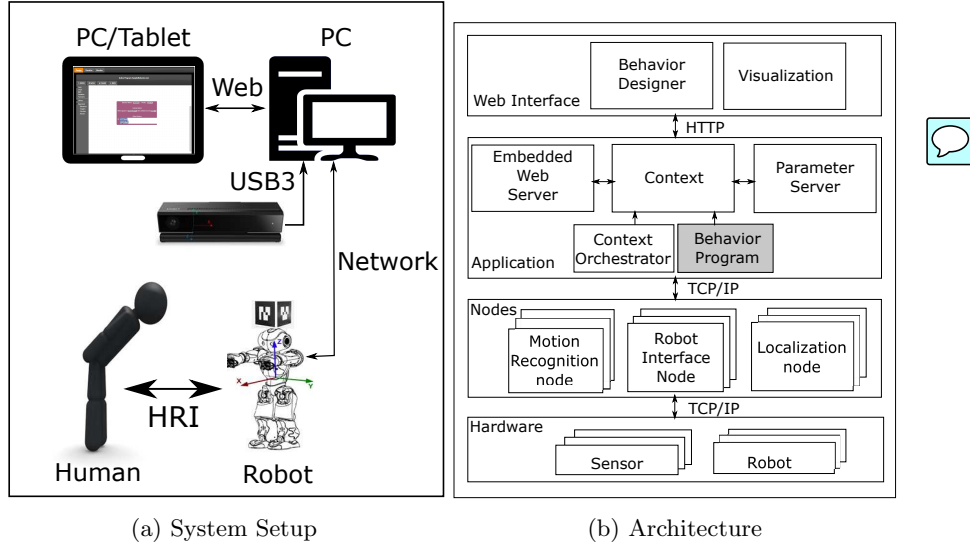 PC/Tablet
PC
Web
USB3
Network
HRI
X
Z
Y
Human
Robot
(a) System Setup
Behavior
Designer
Visualization
Web Interface
HTTP
Embedded
Web
Server
Context
Parameter
Server
Context
Orchestrator
Behavior
Program
Application
TCP/IP
Nodes
Motion
Recognition
node
Robot
Interface
Node
Localization
node
TCP/IP
Hardware
Sensor
Robot
(b) Architecture